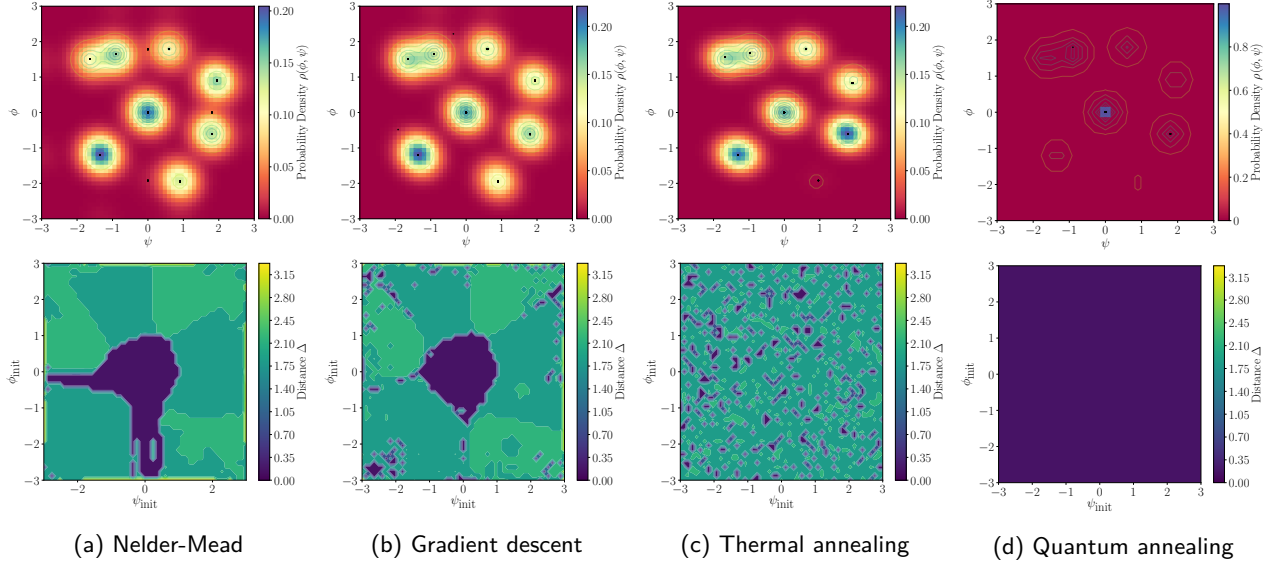 3 2 1 0 −1 −2 −3
ϕ
−3 −2 −1 0 1 2 3
ψ
0.20 0.15 0.10 0.05 0.00
Probability Density ρ(ϕ, ψ)
3 2 1 0 −1 −2 −3
ϕ
−3 −2 −1 0 1 2 3
ψ
0.20 0.15 0.10 0.05 0.00
Probability Density ρ(ϕ, ψ)
3 2 1 0 −1 −2 −3
ϕ
−3 −2 −1 0 1 2 3
ψ
0.20 0.15 0.10 0.05 0.00
Probability Density ρ(ϕ, ψ)
3 2 1 0 −1 −2 −3
ϕ
−3 −2 −1 0 1 2 3
ψ
0.8 0.6 0.4 0.2 0
Probability Density ρ(ϕ, ψ)
3 2 1 0 −1 −2 −3
ϕinit
−2 0 2
ψinit
3.15 2.80 2.45 2.10 1.75 1.40 1.05 0.70 0.35 0.00
Distance Δ
3 2 1 0 −1 −2 −3
ϕinit
−3 −2 −1 0 1 2 3
ψinit
3.15 2.80 2.45 2.10 1.75 1.40 1.05 0.70 0.35 0.00
Distance Δ
3 2 1 0 −1 −2 −3
ϕinit
−3 −2 −1 0 1 2 3
ψinit
3.15 2.80 2.45 2.10 1.75 1.40 1.05 0.70 0.35 0.00
Distance Δ
3 2 1 0 −1 −2 −3
ϕinit
−3 −2 −1 0 1 2 3
ψinit
3.15 2.80 2.45 2.10 1.75 1.40 1.05 0.70 0.35 0.00
Distance Δ
(a) Nelder-Mead
(b) Gradient descent
(c) Thermal annealing
(d) Quantum annealing